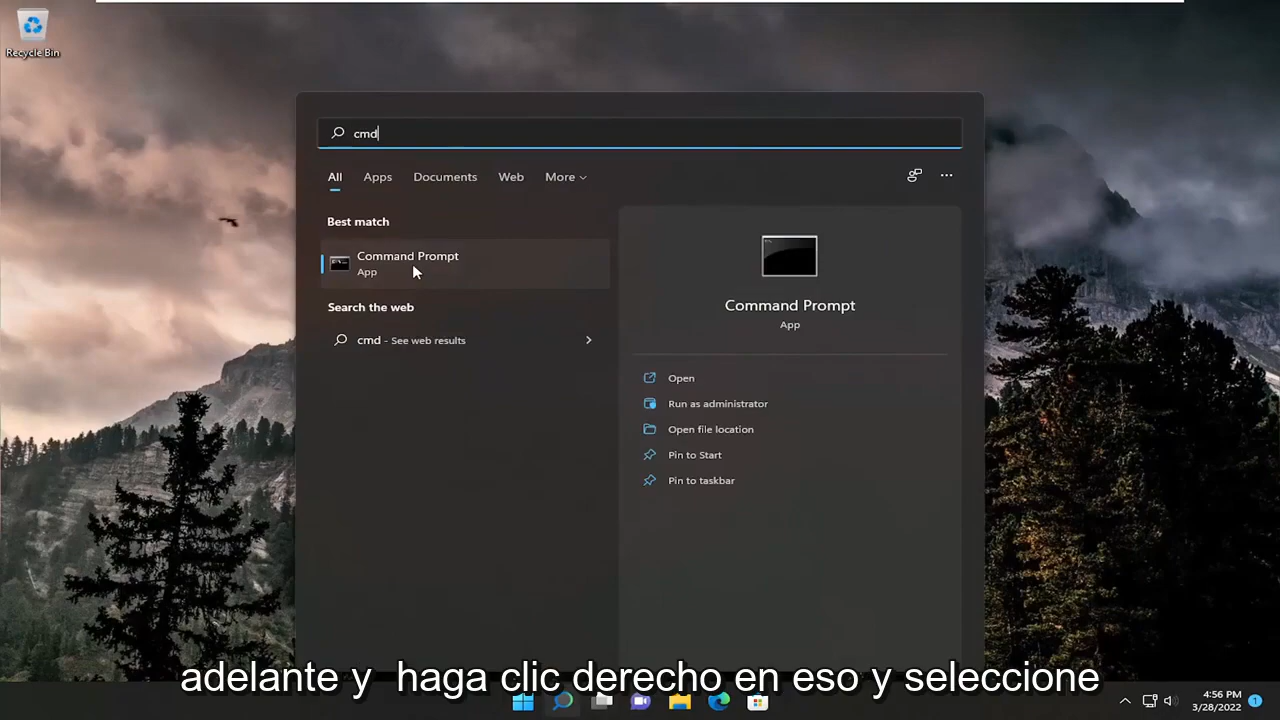 Recycle Bin
cmd
All Apps Documents Web More
Best match
Command Prompt
App
Search the web
cmd - See web results
Command Prompt
App
Open
Run as administrator
Open file location
Pin to Start
Pin to taskbar
adelante y haga clic derecho en eso y seleccione
4:56 PM
3/28/2022
1